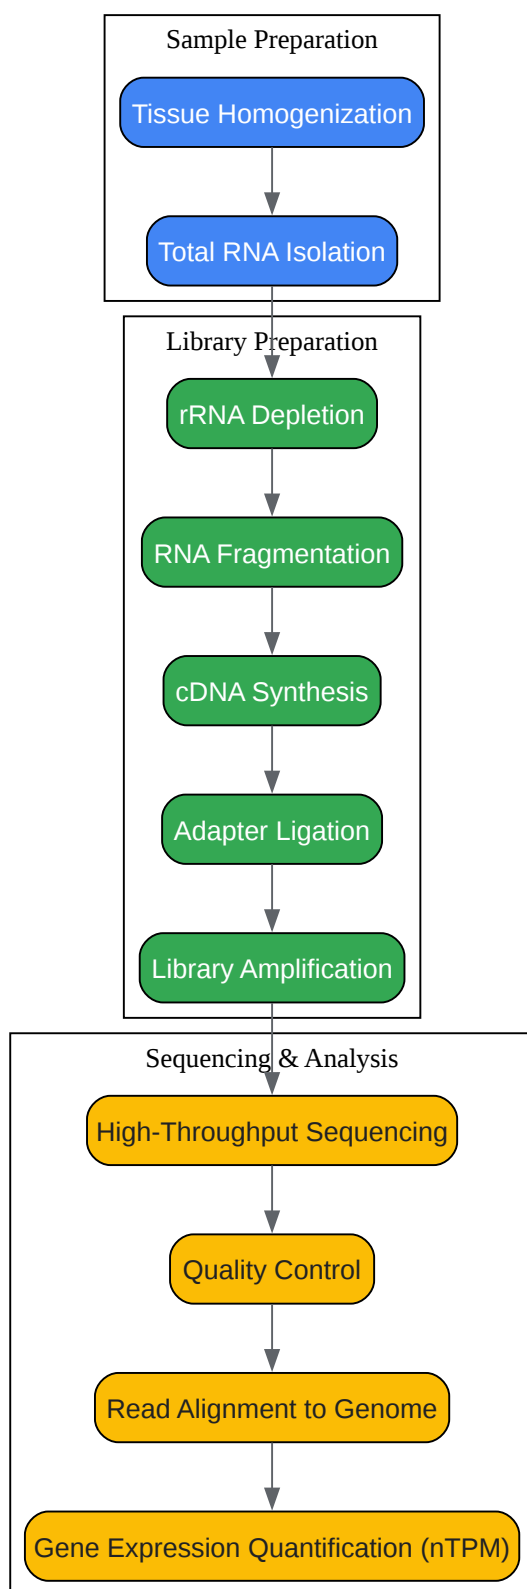 Sample Preparation
Tissue Homogenization
Total RNA Isolation
Library Preparation
rRNA Depletion
RNA Fragmentation
cDNA Synthesis
Adapter Ligation
Library Amplification
Sequencing & Analysis
High-Throughput Sequencing
Quality Control
Read Alignment to Genome
Gene Expression Quantification (nTPM)